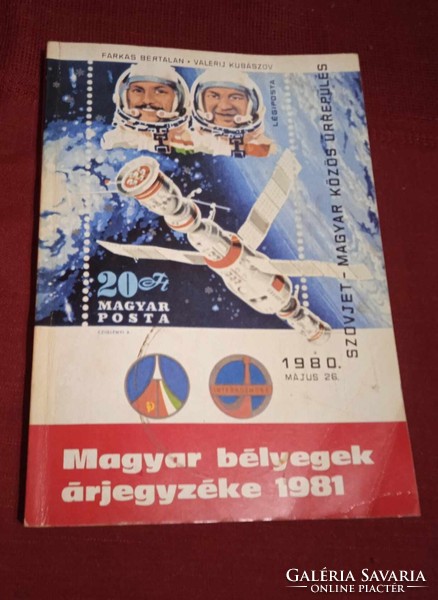 FARKAS BERTALAN • VALERIJ KUBASZOV
LÉGIPOSTA
SZOVJET – MAGYAR KÖZÖS ŰRREPÜLÉS
20 Ft
MAGYAR
POSTA
1980.
MÁJUS 26.
Magyar bélyegek
árjegyzéke 1981
GALÉRIA SAVARIA
ONLINE PIACTÉR